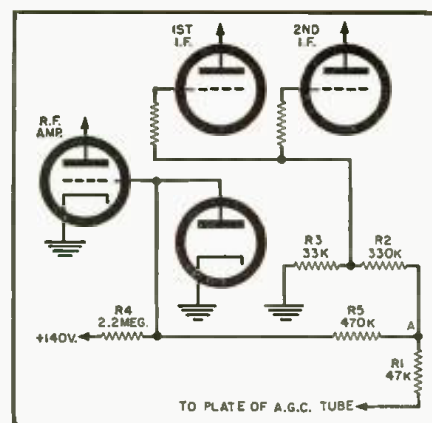 1ST
I.F.
2ND
I.F.
R.F.
AMP.
R3
33K
R2
330K
R4
2.2MEG.
R5
470K
A
+140V.
R1
47K
TO PLATE OF A.G.C. TUBE